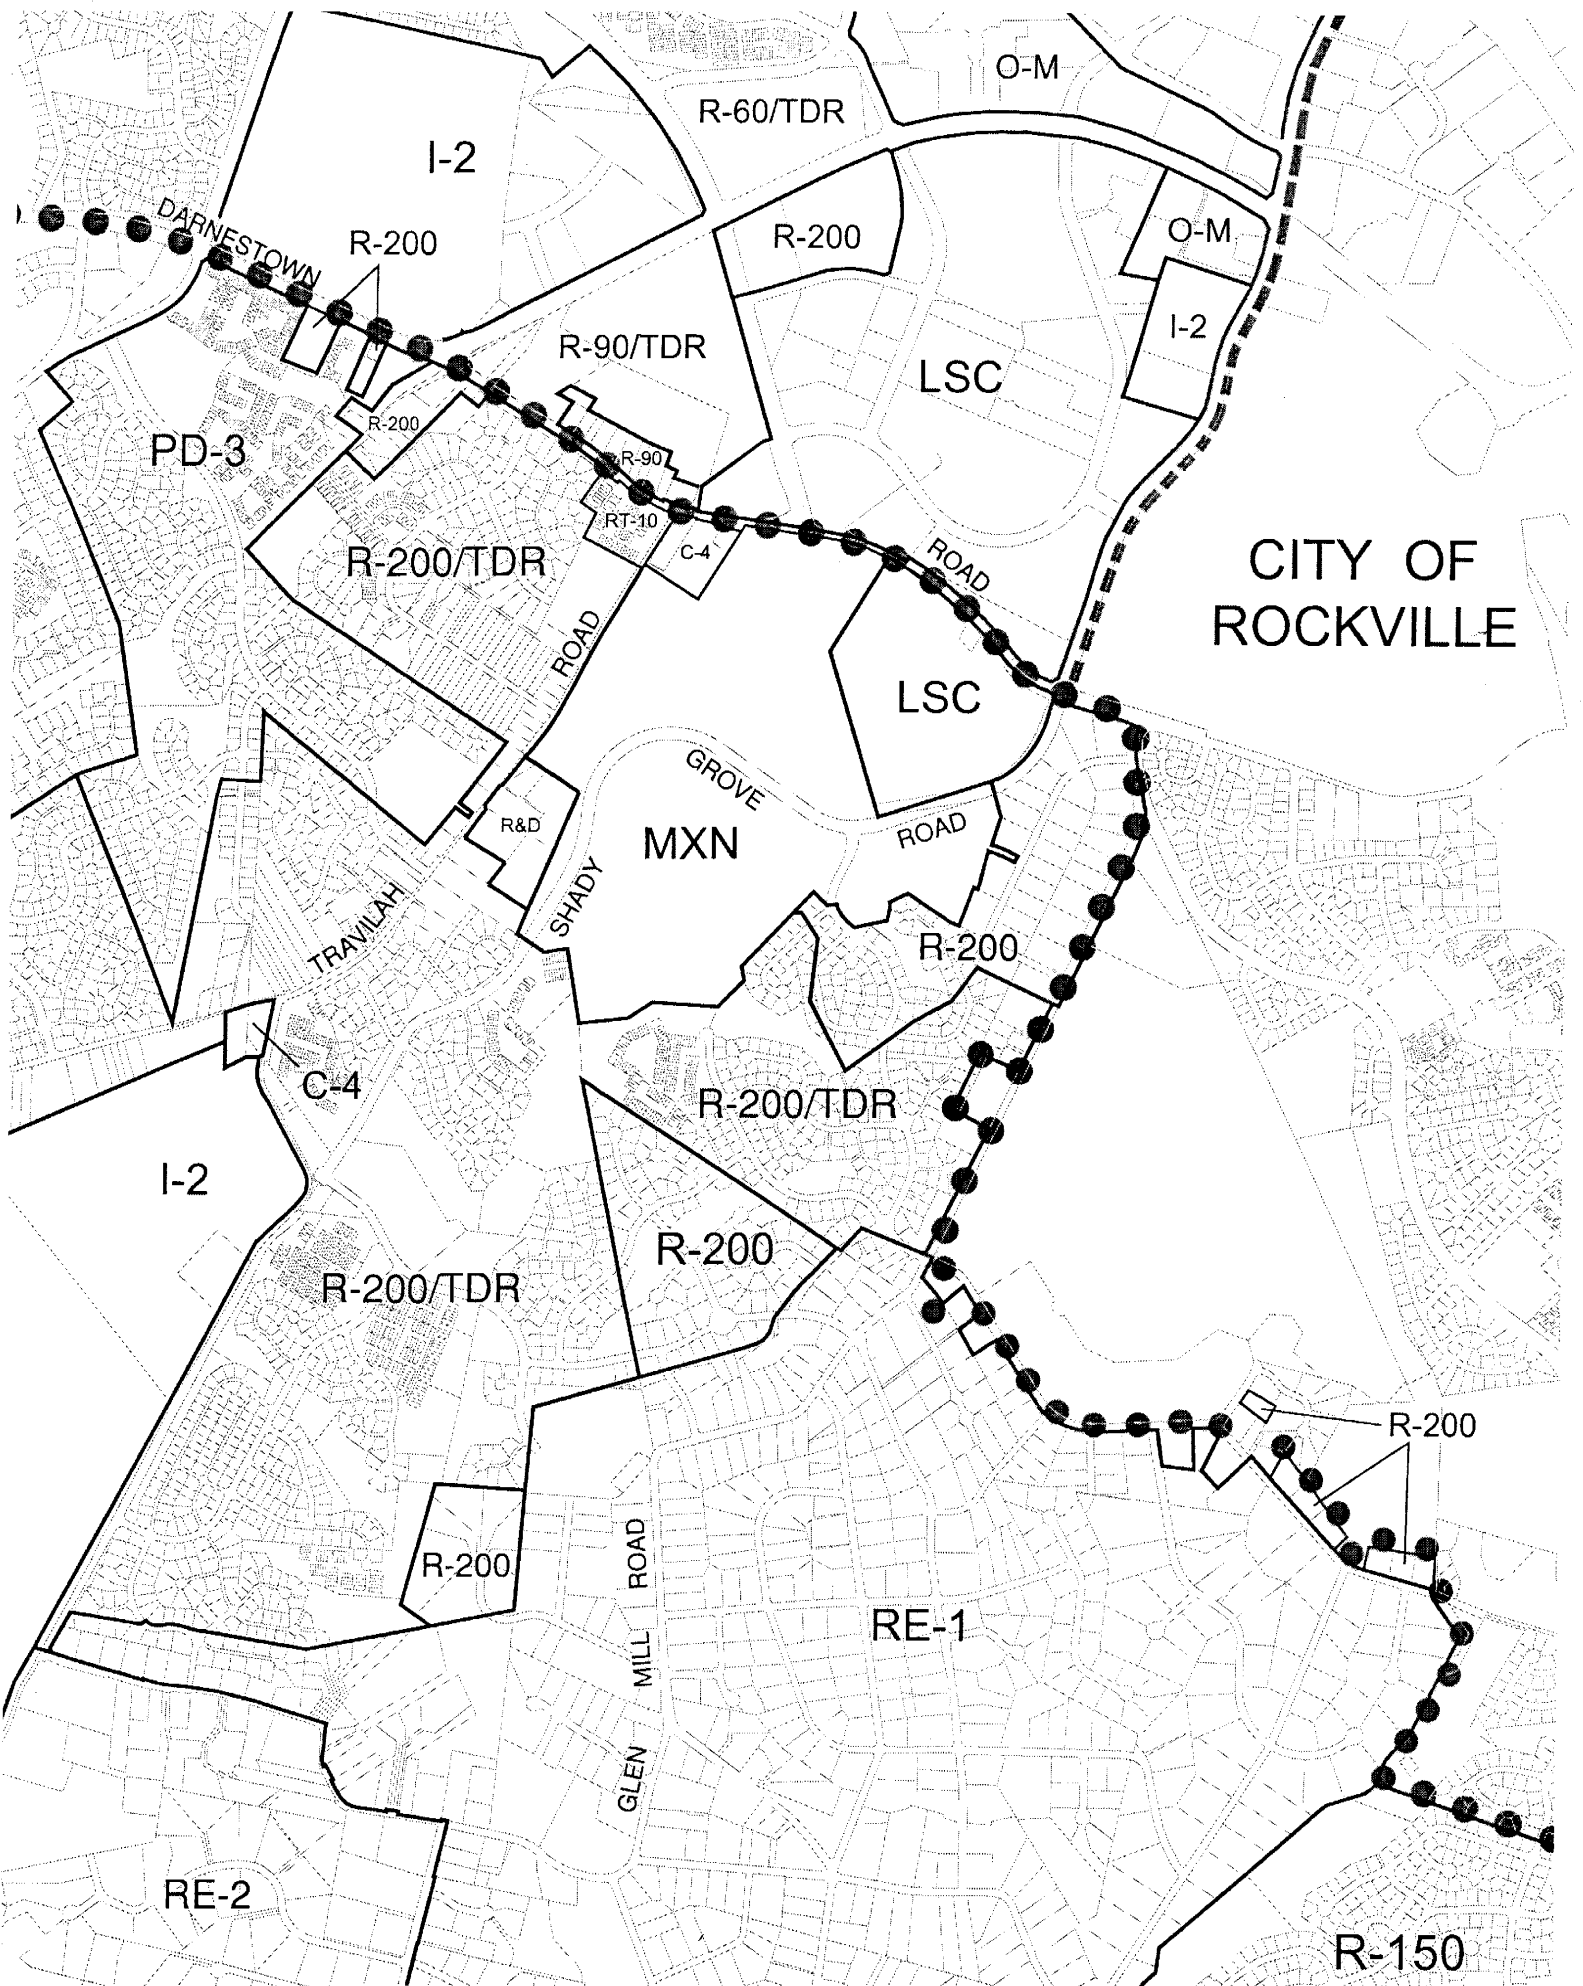 O-M
R-60/TDR
I-2
DARNESTOWN
R-200
R-200
O-M
I-2
R-90/TDR
LSC
R-200
PD-3
R-90
RT-10
C-4
R-200/TDR
ROAD
CITY OF
ROCKVILLE
ROAD
LSC
GROVE
ROAD
R&D
MXN
SHADY
TRAVILAH
R-200
C-4
R-200/TDR
I-2
R-200
R-200/TDR
R-200
R-200
ROAD
RE-1
MILL
GLEN
RE-2
R-150